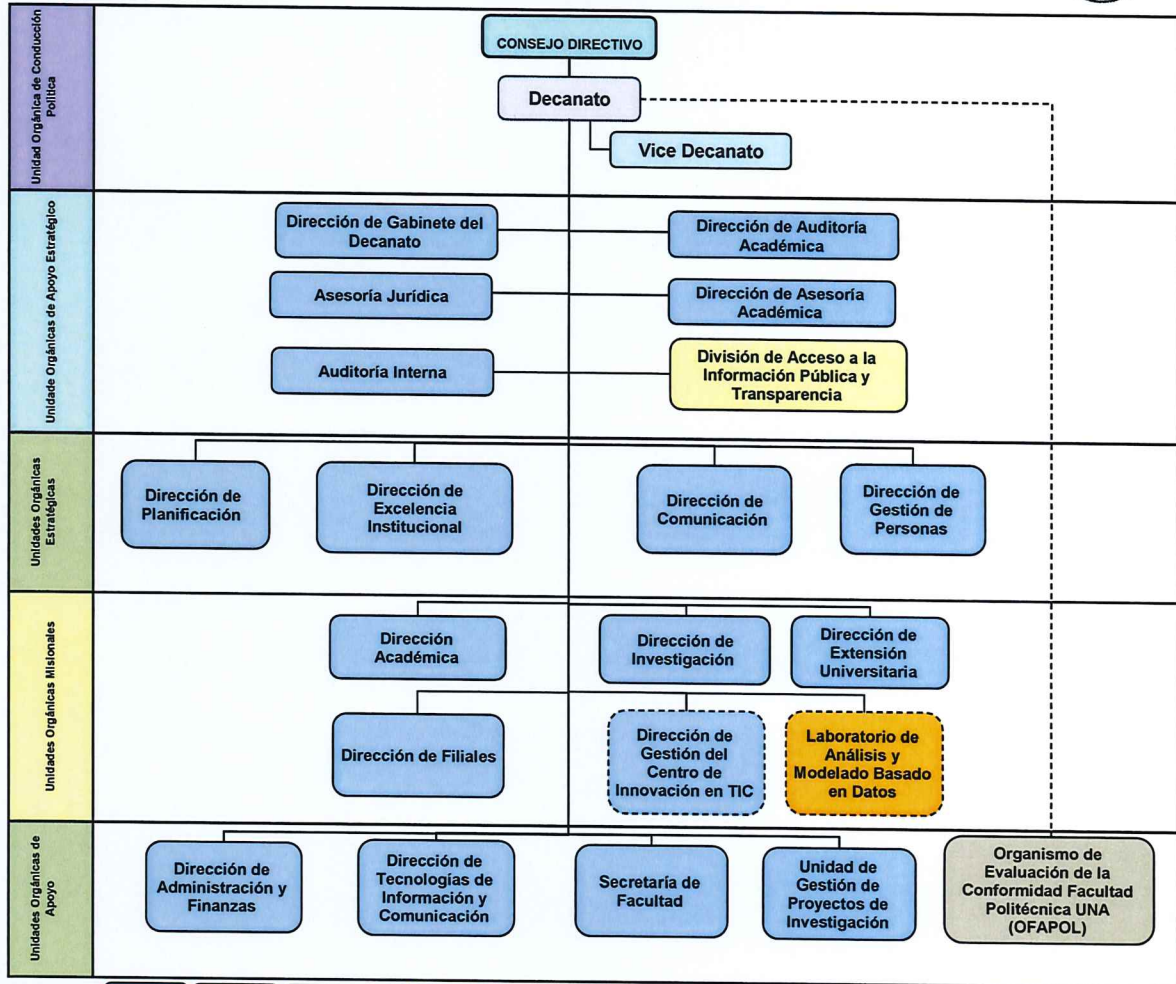 Unidad Orgánica de Conducción
Política
CONSEJO DIRECTIVO
Decanato
Vice Decanato
Unidade Orgánicas de Apoyo Estratégico
Dirección de Gabinete del
Decanato
Dirección de Auditoría
Académica
Asesoría Jurídica
Dirección de Asesoría
Académica
Auditoría Interna
División de Acceso a la
Información Pública y
Transparencia
Unidades Orgánicas
Estratégicas
Dirección de
Planificación
Dirección de
Excelencia
Institucional
Dirección de
Comunicación
Dirección de
Gestión de
Personas
Unidades Orgánicas Misionales
Dirección
Académica
Dirección de
Investigación
Dirección de
Extensión
Universitaria
Dirección de Filiales
Dirección de
Gestión del
Centro de
Innovación en TIC
Laboratorio de
Análisis y
Modelado Basado
en Datos
Unidades Orgánicas de
Apoyo
Dirección de
Administración y
Finanzas
Dirección de
Tecnologías de
Información y
Comunicación
Secretaría de
Facultad
Unidad de
Gestión de
Proyectos de
Investigación
Organismo de
Evaluación de la
Conformidad Facultad
Politécnica UNA
(OFAPOL)